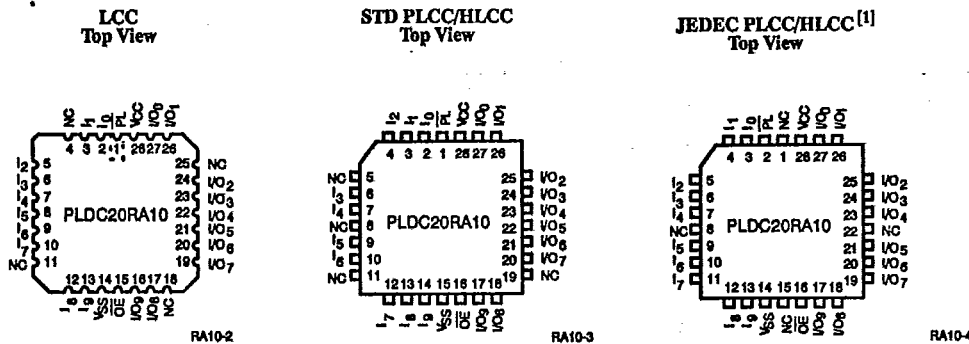 LCC
Top View
NC I1 I0 PL VCC I/O0 I/O1
4 3 2 1 28 27 26
I2 5
I3 6
I4 7
I5 8
I6 9
I7 10
NC 11
PLDC20RA10
25 NC
24 I/O2
23 I/O3
22 I/O4
21 I/O5
20 I/O6
19 I/O7
12 13 14 15 16 17 18
I8 I9 VSS OE I/O9 I/O8 NC
RA10-2
STD PLCC/HLCC
Top View
I2 I1 I0 PL VCC I/O0 I/O1
4 3 2 1 28 27 26
NC 5
I3 6
I4 7
NC 8
I5 9
I6 10
NC 11
PLDC20RA10
25 I/O2
24 I/O3
23 I/O4
22 I/O5
21 I/O6
20 I/O7
19 NC
12 13 14 15 16 17 18
I7 I8 I9 VSS OE I/O9 I/O8
RA10-3
JEDEC PLCC/HLCC[1]
Top View
I1 I0 PL NC VCC I/O0 I/O1
4 3 2 1 28 27 26
I2 5
I3 6
I4 7
NC 8
I5 9
I6 10
I7 11
PLDC20RA10
25 I/O2
24 I/O3
23 I/O4
22 NC
21 I/O5
20 I/O6
19 I/O7
12 13 14 15 16 17 18
I8 I9 VSS NC OE I/O9 I/O8
RA10-4